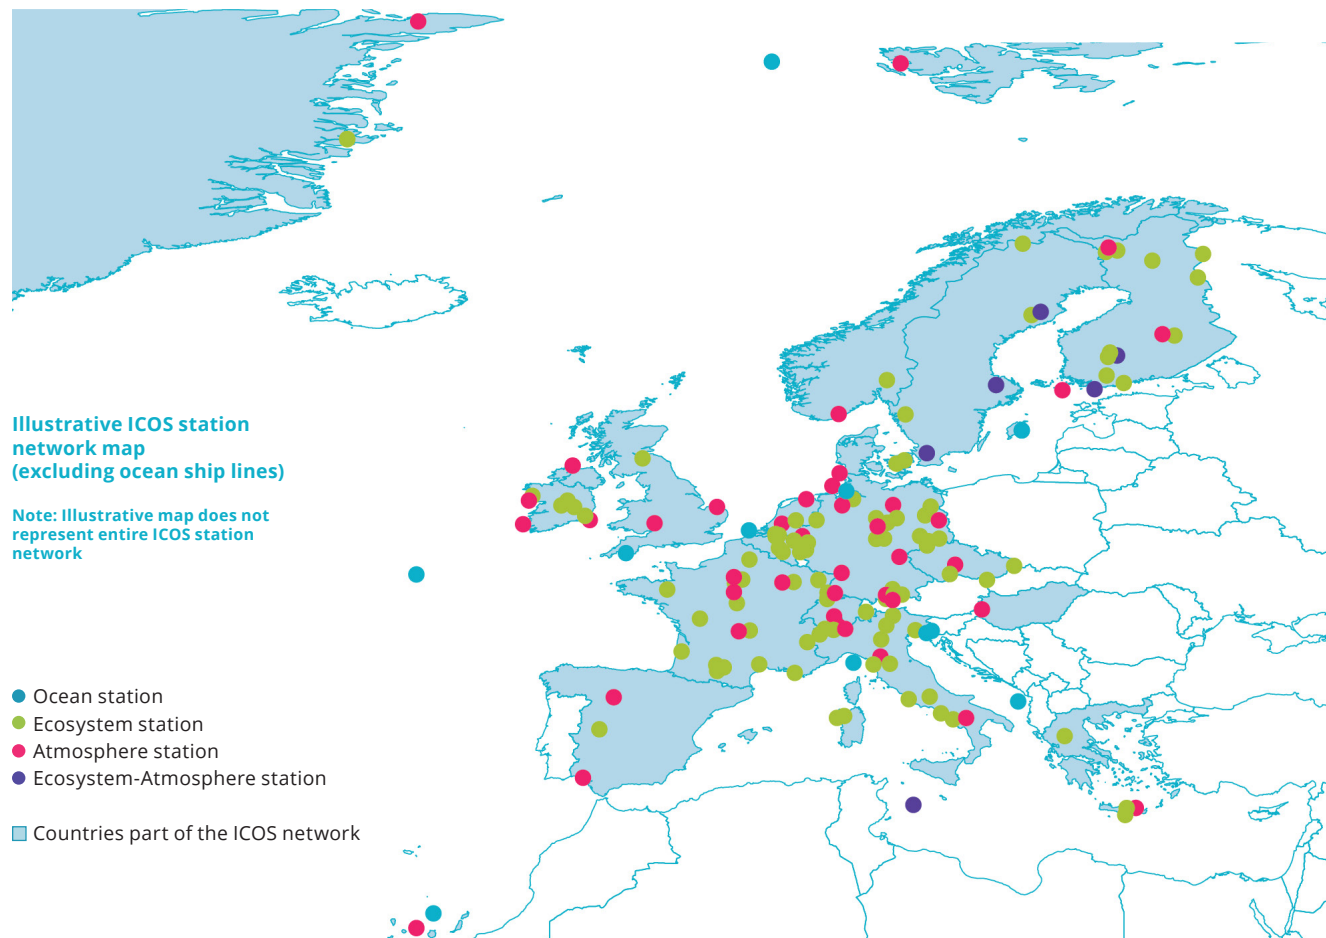 Illustrative ICOS station
network map
(excluding ocean ship lines)
Note: Illustrative map does not
represent entire ICOS station
network
Ocean station
Ecosystem station
Atmosphere station
Ecosystem-Atmosphere station
Countries part of the ICOS network